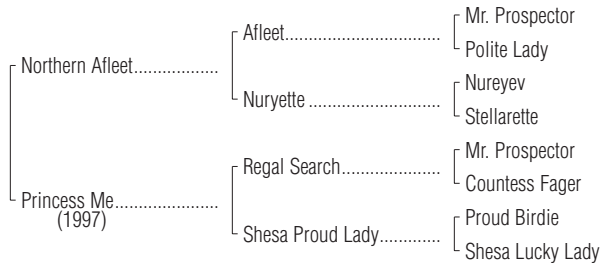 Mr. Prospector
Afleet
Polite Lady
Northern Afleet
Nureyev
Nuryette
Stellarette
Mr. Prospector
Regal Search
Countess Fager
Princess Me
(1997)
Proud Birdie
Shesa Proud Lady
Shesa Lucky Lady